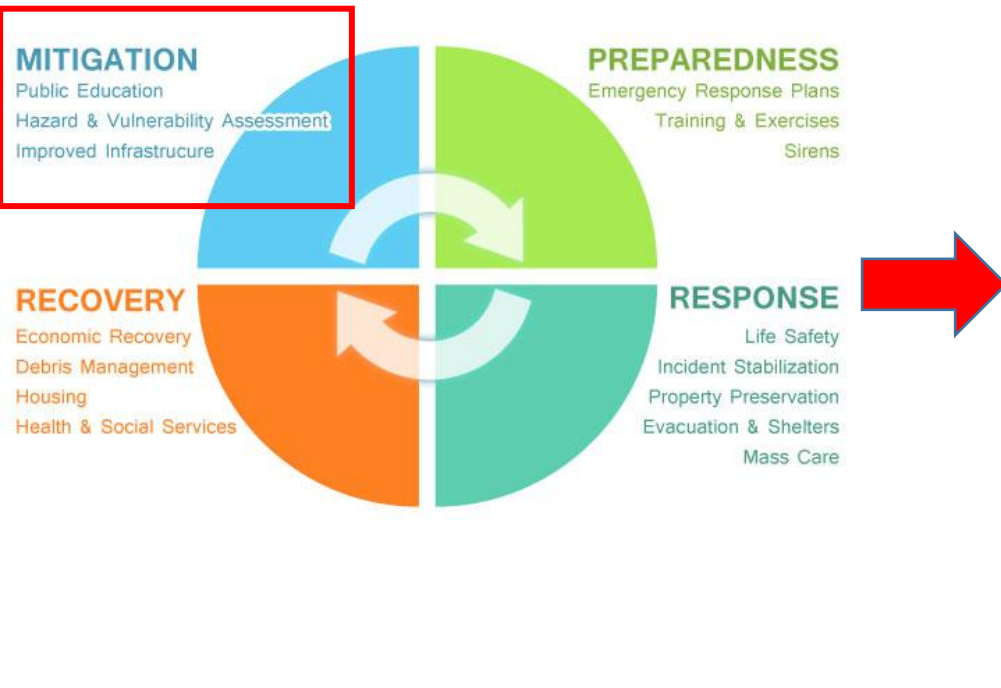 MITIGATION
Public Education
Hazard & Vulnerability Assessment
Improved Infrastrucure
PREPAREDNESS
Emergency Response Plans
Training & Exercises
Sirens
RECOVERY
Economic Recovery
Debris Management
Housing
Health & Social Services
RESPONSE
Life Safety
Incident Stabilization
Property Preservation
Evacuation & Shelters
Mass Care